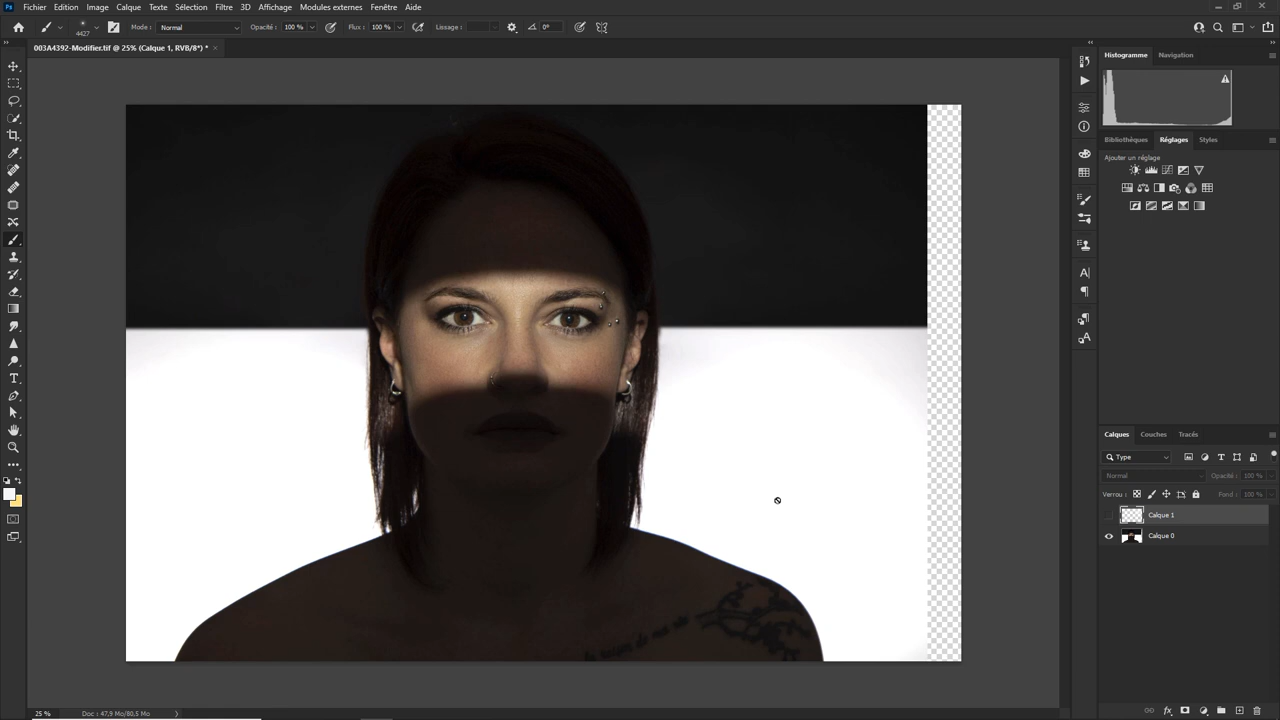 Ps Fichier Edition Image Calque Texte Sélection Filtre 3D Affichage Modules externes Fenêtre Aide
4427 Mode : Normal Opacité : 100 % Flux : 100 % Lissage : 0°
003A4392-Modifier.tif @ 25% (Calque 1, RVB/8*) * ×
Histogramme Navigation
Bibliothèques Réglages Styles
Ajouter un réglage
Calques Couches Tracés
Type
Normal Opacité : 100 %
Verrou : Fond : 100 %
Calque 1
Calque 0
25 % Doc : 47,9 Mo/80,5 Mo